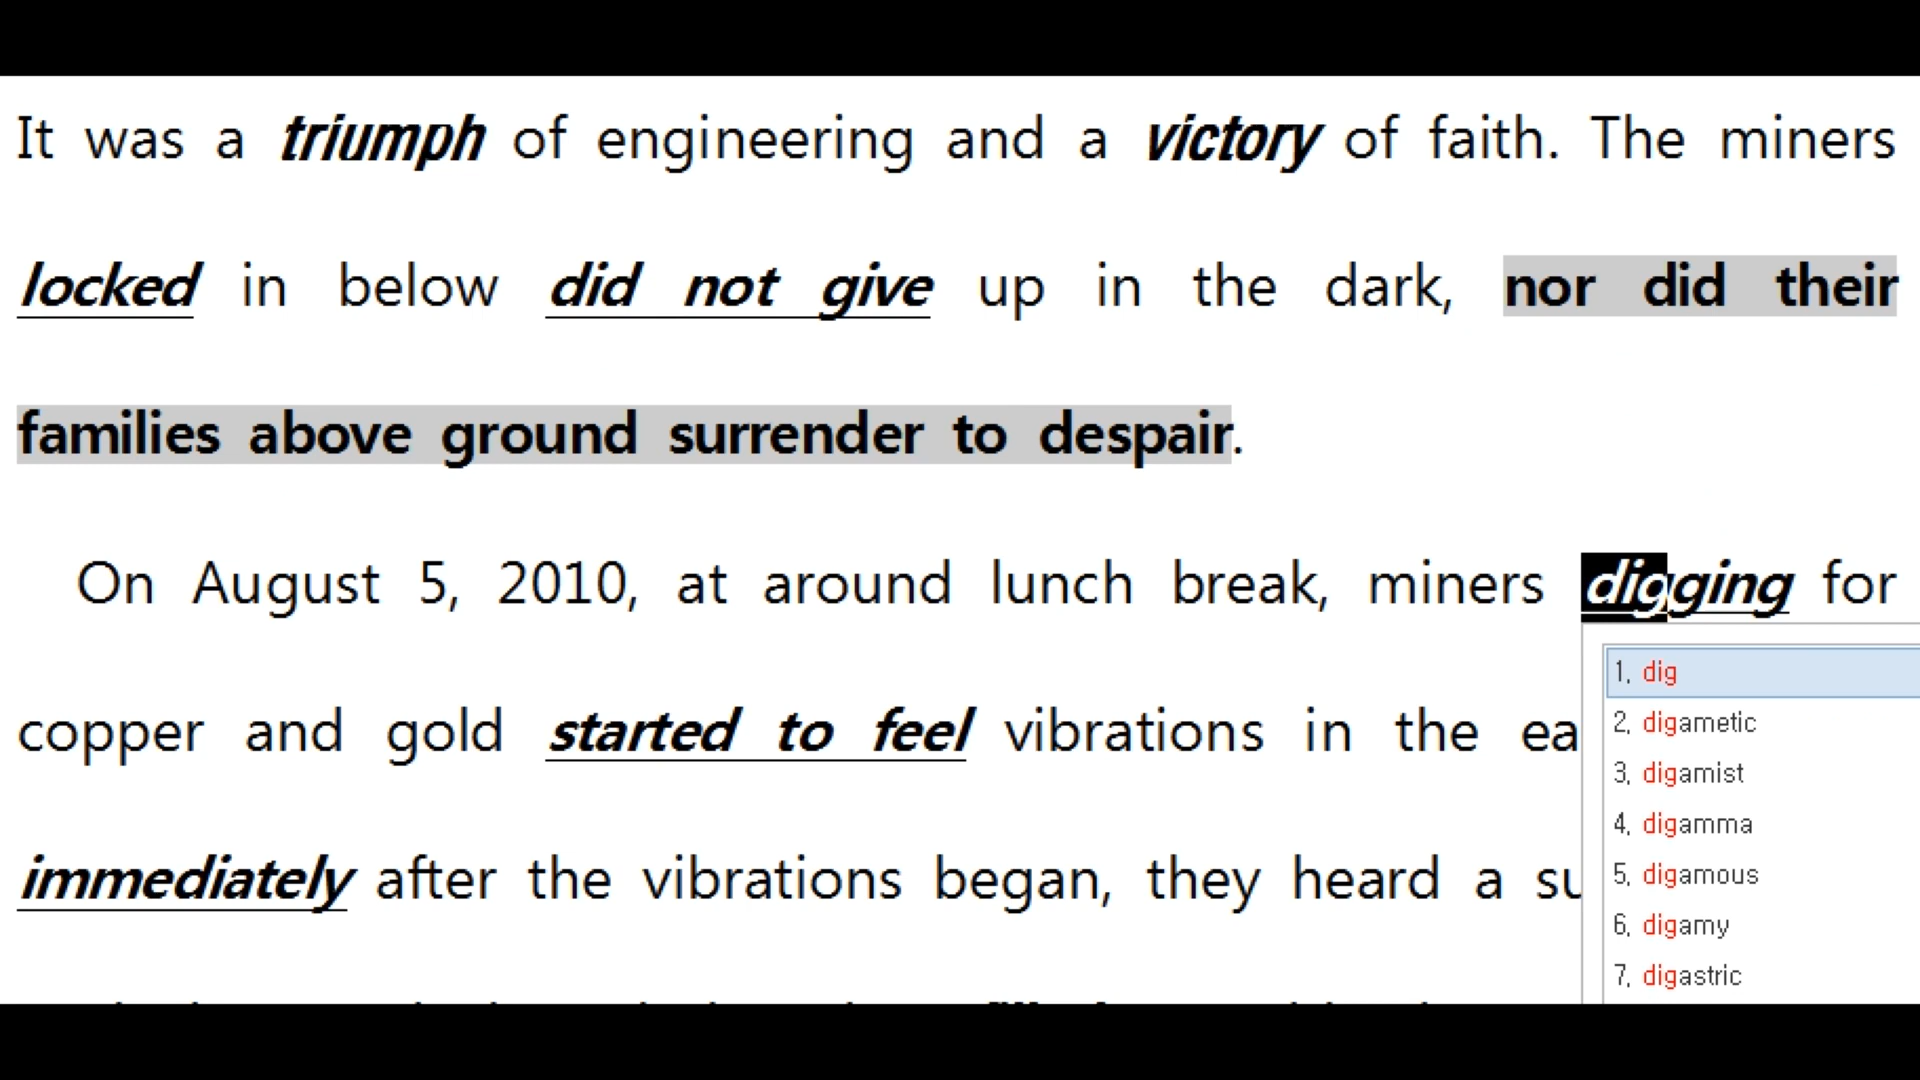 It was a triumph of engineering and a victory of faith. The miners
locked in below did not give up in the dark, nor did their
families above ground surrender to despair.
On August 5, 2010, at around lunch break, miners digging for
copper and gold started to feel vibrations in the ea
immediately after the vibrations began, they heard a su
1, dig
2, digametic
3, digamist
4, digamma
5, digamous
6, digamy
7, digastric